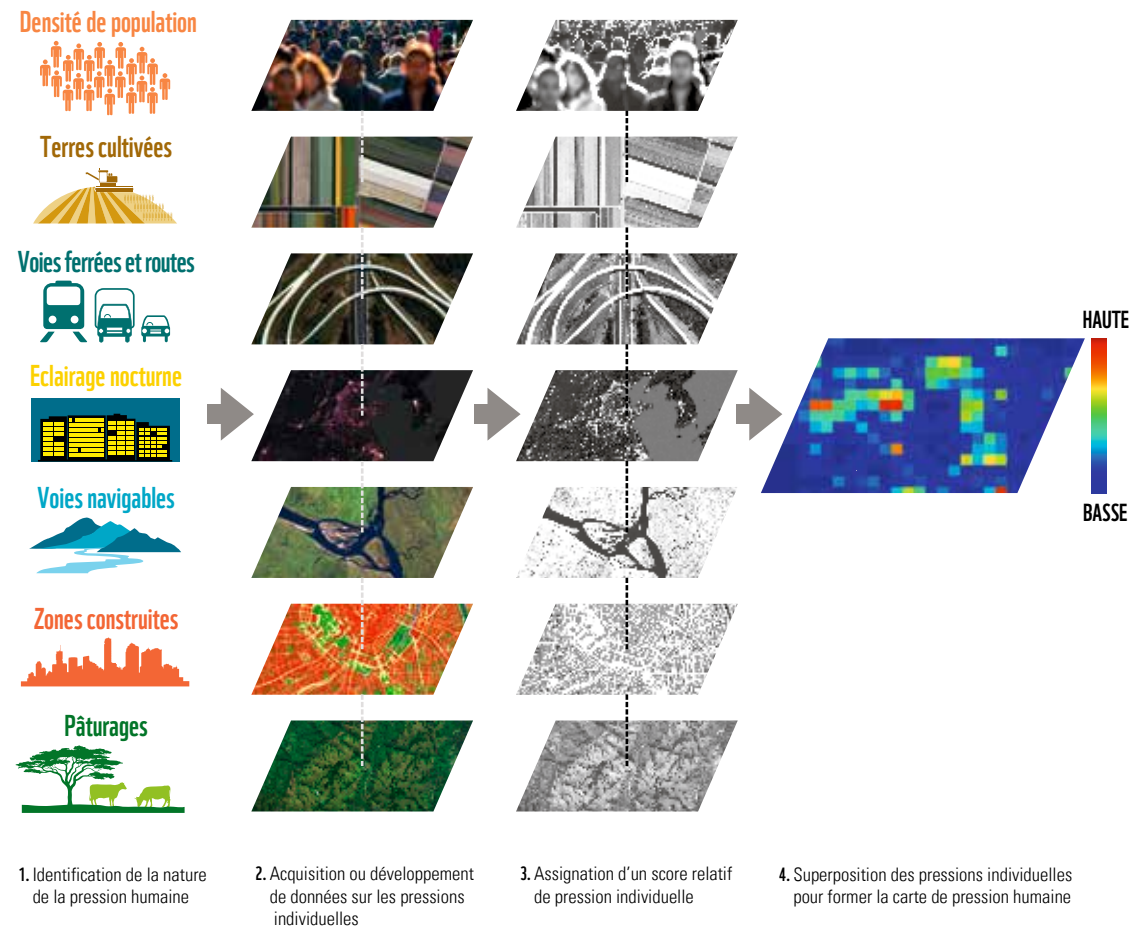 Densité de population
Terres cultivées
Voies ferrées et routes
Eclairage nocturne
Voies navigables
Zones construites
Pâturages
HAUTE
BASSE
1. Identification de la nature
de la pression humaine
2. Acquisition ou développement
de données sur les pressions
individuelles
3. Assignation d’un score relatif
de pression individuelle
4. Superposition des pressions individuelles
pour former la carte de pression humaine